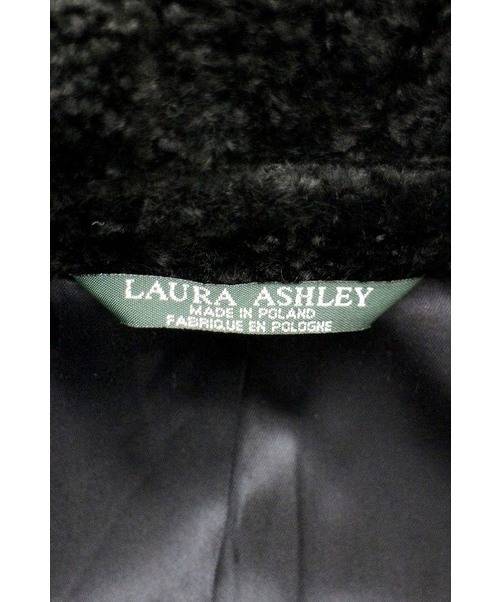 LAURA ASHLEY
MADE IN POLAND
FABRIQUE EN POLOGNE